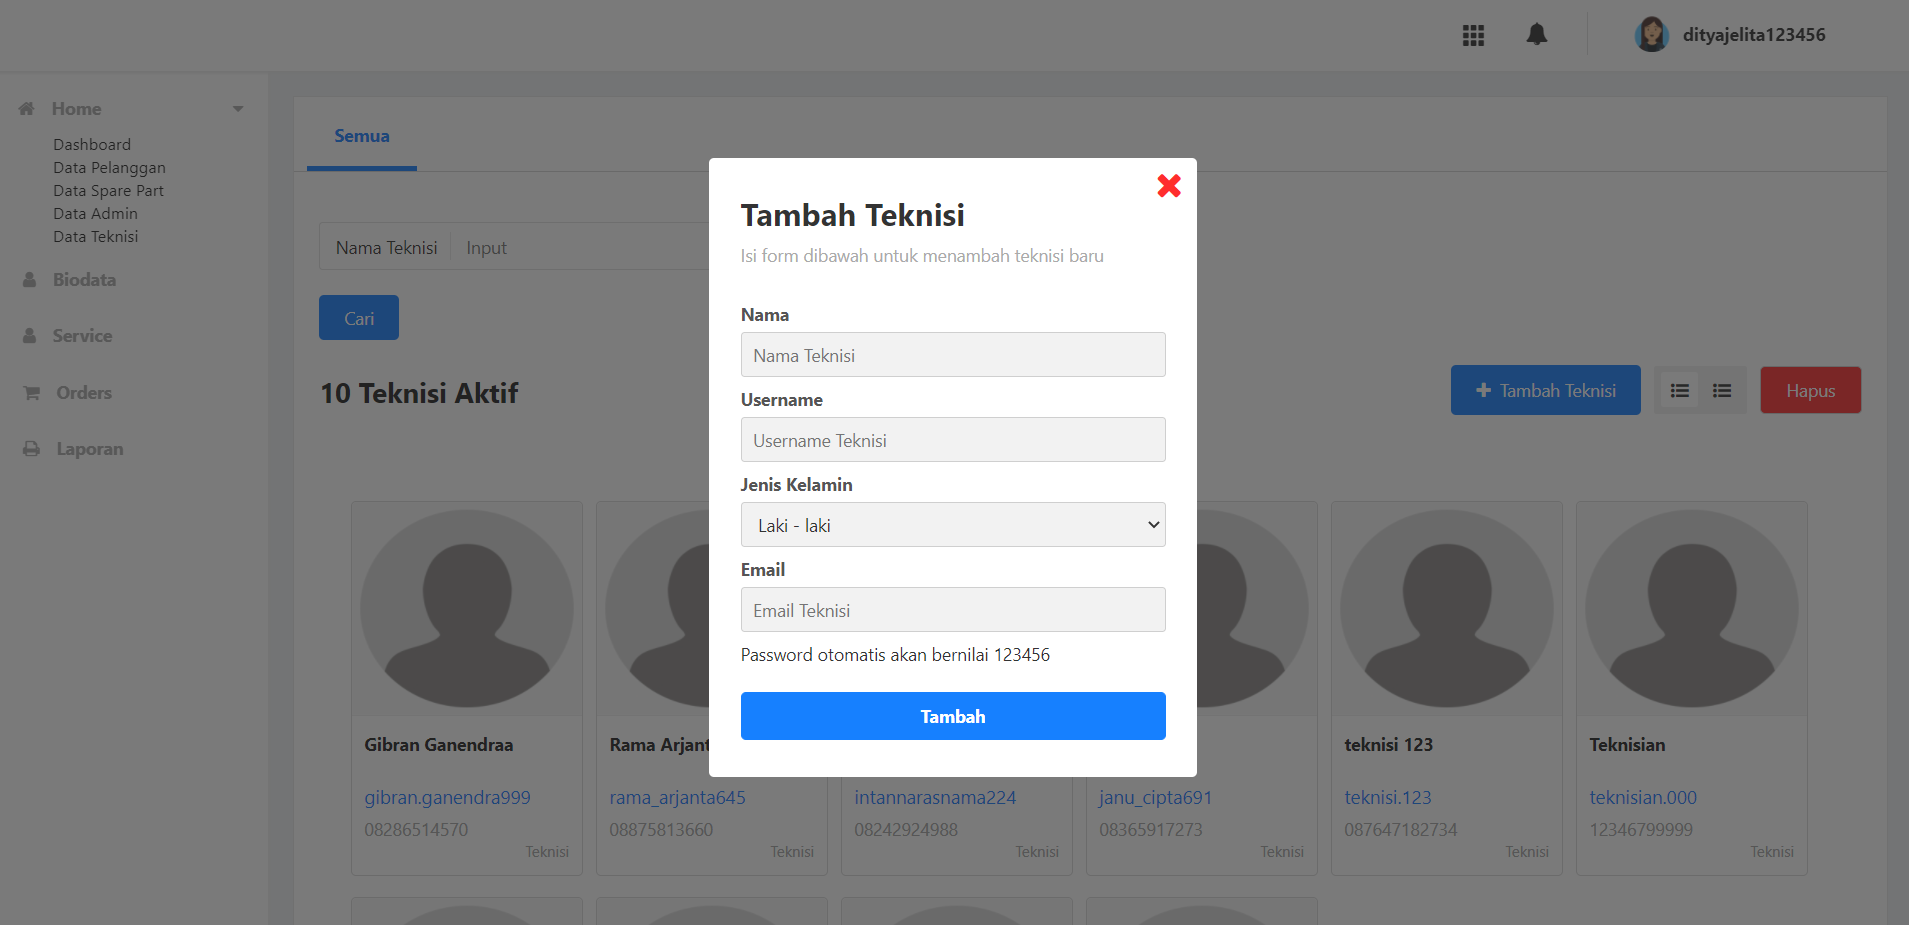 dityajelita123456
Home
Dashboard
Data Pelanggan
Data Spare Part
Data Admin
Data Teknisi
Biodata
Service
Orders
Laporan
Semua
Nama Teknisi
Input
Cari
10 Teknisi Aktif
Tambah Teknisi
Hapus
Tambah Teknisi
Isi form dibawah untuk menambah teknisi baru
Nama
Nama Teknisi
Username
Username Teknisi
Jenis Kelamin
Laki - laki
Email
Email Teknisi
Password otomatis akan bernilai 123456
Tambah
Gibran Ganendraa
gibran.ganendra999
08286514570
Teknisi
Rama Arjant
rama_arjanta645
08875813660
Teknisi
intannarasnama224
08242924988
Teknisi
janu_cipta691
08365917273
Teknisi
teknisi 123
teknisi.123
087647182734
Teknisi
Teknisian
teknisian.000
12346799999
Teknisi